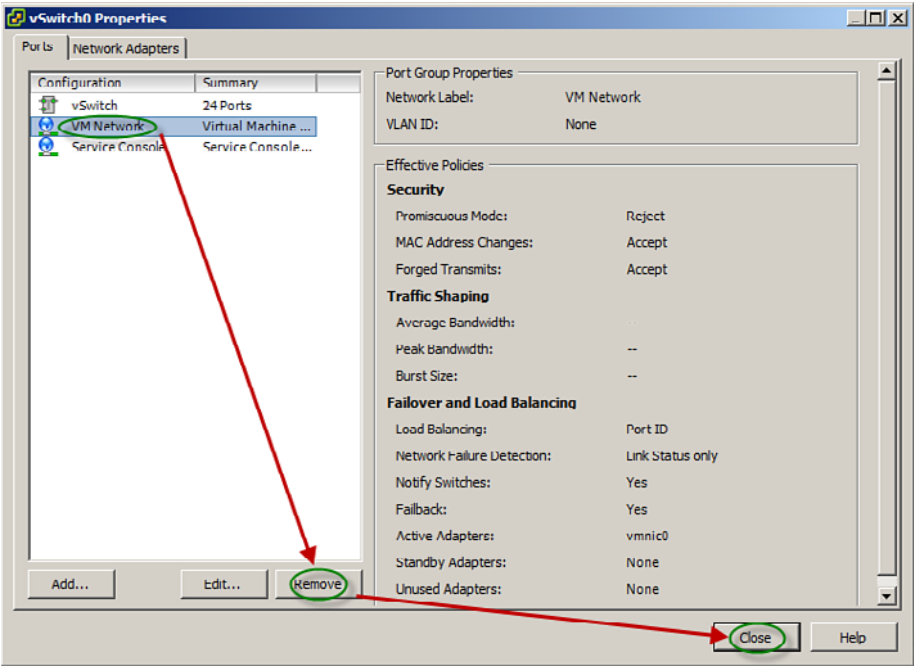 vSwitch0 Properties
Ports
Network Adapters
Configuration Summary
vSwitch 24 Ports
VM Network Virtual Machine ...
Service Console Service Console...
Add...
Edit...
Remove
Port Group Properties
Network Label: VM Network
VLAN ID: None
Effective Policies
Security
Promiscuous Mode: Reject
MAC Address Changes: Accept
Forged Transmits: Accept
Traffic Shaping
Average Bandwidth: --
Peak Bandwidth: --
Burst Size: --
Failover and Load Balancing
Load Balancing: Port ID
Network Failure Detection: Link Status only
Notify Switches: Yes
Failback: Yes
Active Adapters: vmnic0
Standby Adapters: None
Unused Adapters: None
Close
Help